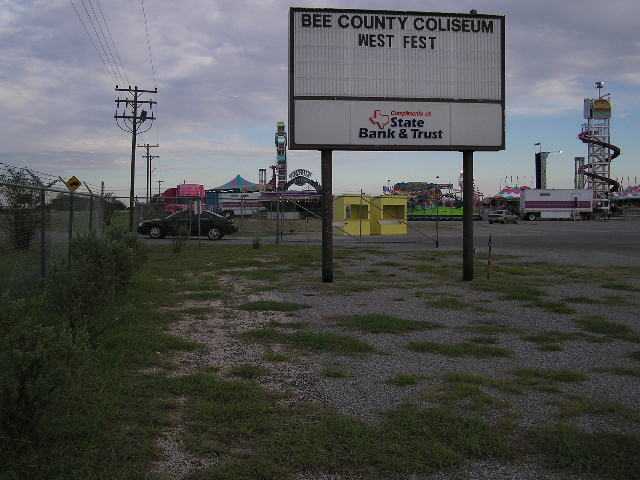 BEE COUNTY COLISEUM
WEST FEST
Compliments of:
State
Bank & Trust